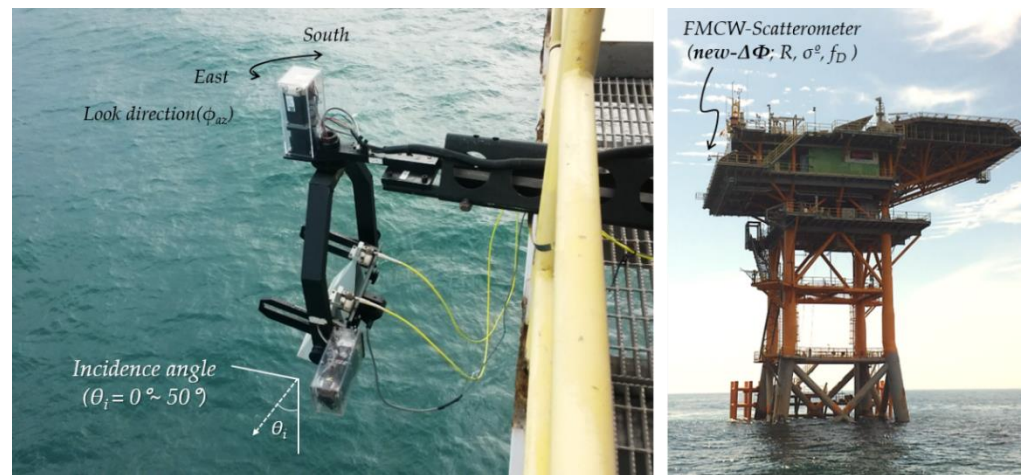 South
East
Look direction(ϕaz)
Incidence angle
(θi = 0°~ 50°)
θi
FMCW-Scatterometer
(new-ΔΦ; R, σº, fD )